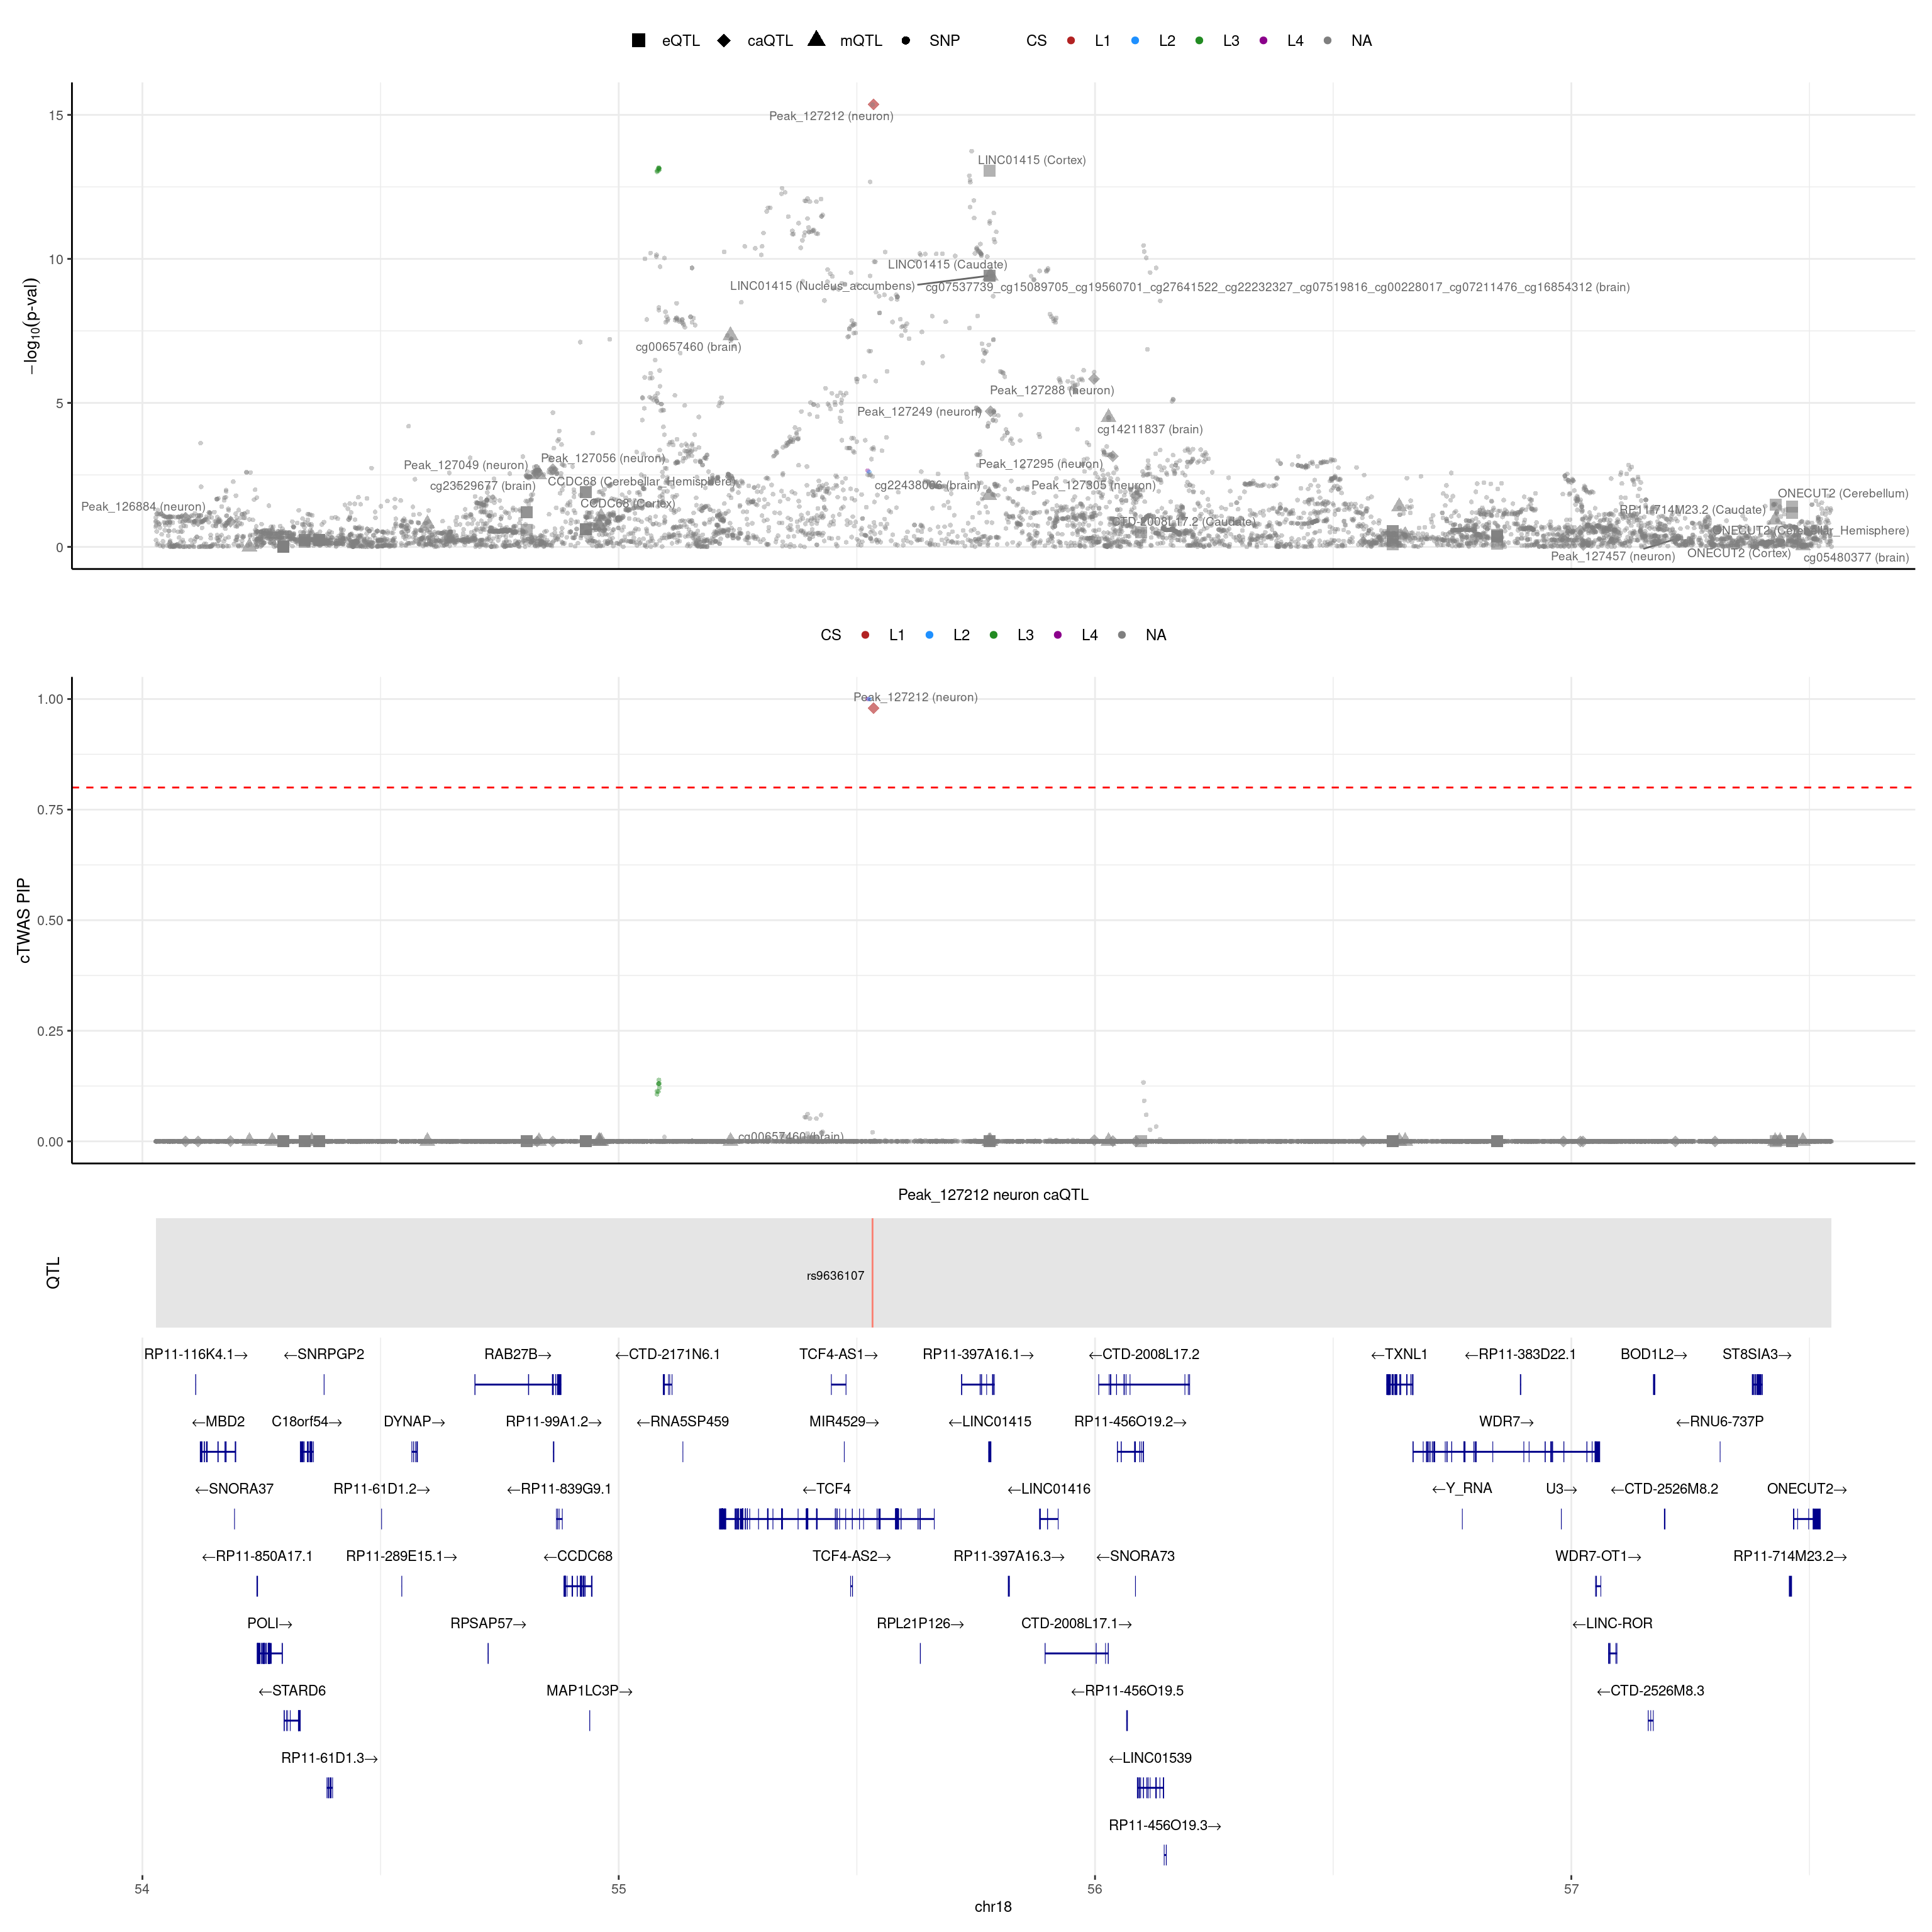 eQTL caQTL mQTL SNP CS L1 L2 L3 L4 NA
15
Peak_127212 (neuron)
LINC01415 (Cortex)
10
LINC01415 (Caudate)
LINC01415 (Nucleus_accumbens)
cg07537739_cg15089705_cg19560701_cg27641522_cg22232327_cg07519816_cg00228017_cg07211476_cg16854312 (brain)
−log10(p-val)
cg00657460 (brain)
Peak_127288 (neuron)
5
Peak_127249 (neuron)
cg14211837 (brain)
Peak_127049 (neuron)
Peak_127056 (neuron)
Peak_127295 (neuron)
cg23529677 (brain)
CCDC68 (Cerebellar_Hemisphere)
cg22438006 (brain)
Peak_127305 (neuron)
ONECUT2 (Cerebellum)
Peak_126884 (neuron)
CCDC68 (Cortex)
RP11-714M23.2 (Caudate)
CTD-2008L17.2 (Caudate)
ONECUT2 (Cerebellar_Hemisphere)
0
Peak_127457 (neuron)
ONECUT2 (Cortex)
cg05480377 (brain)
CS L1 L2 L3 L4 NA
1.00
Peak_127212 (neuron)
0.75
cTWAS PIP
0.50
0.25
0.00
cg00657460 (brain)
Peak_127212 neuron caQTL
QTL
rs9636107
RP11-116K4.1→ ←SNRPGP2 RAB27B→ ←CTD-2171N6.1 TCF4-AS1→ RP11-397A16.1→ ←CTD-2008L17.2 ←TXNL1 ←RP11-383D22.1 BOD1L2→ ST8SIA3→
←MBD2 C18orf54→ DYNAP→ RP11-99A1.2→ ←RNA5SP459 MIR4529→ ←LINC01415 RP11-456O19.2→ WDR7→ ←RNU6-737P
←SNORA37 RP11-61D1.2→ ←RP11-839G9.1 ←TCF4 ←LINC01416 ←Y_RNA U3→ ←CTD-2526M8.2 ONECUT2→
←RP11-850A17.1 RP11-289E15.1→ ←CCDC68 TCF4-AS2→ RP11-397A16.3→ ←SNORA73 WDR7-OT1→ RP11-714M23.2→
POLI→ RPSAP57→ RPL21P126→ CTD-2008L17.1→ ←LINC-ROR
←STARD6 MAP1LC3P→ ←RP11-456O19.5 ←CTD-2526M8.3
RP11-61D1.3→ ←LINC01539
RP11-456O19.3→
54 55 56 57
chr18